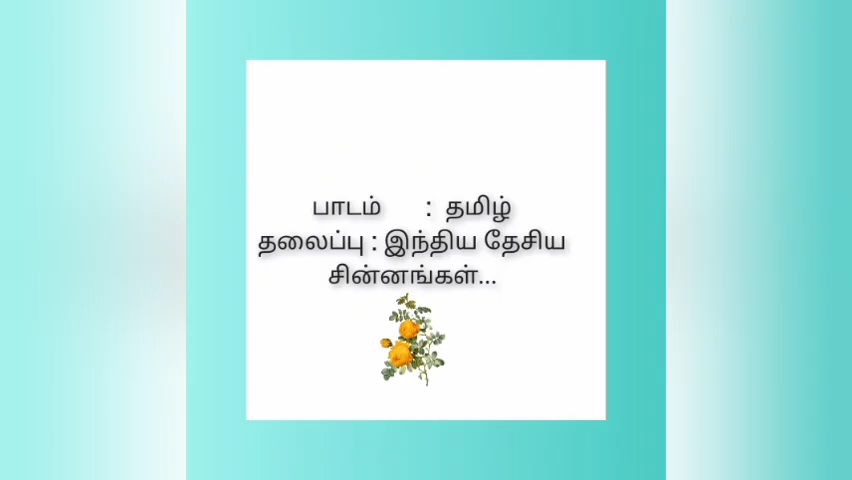 பாடம் : தமிழ்
தலைப்பு : இந்திய தேசிய
சின்னங்கள்...